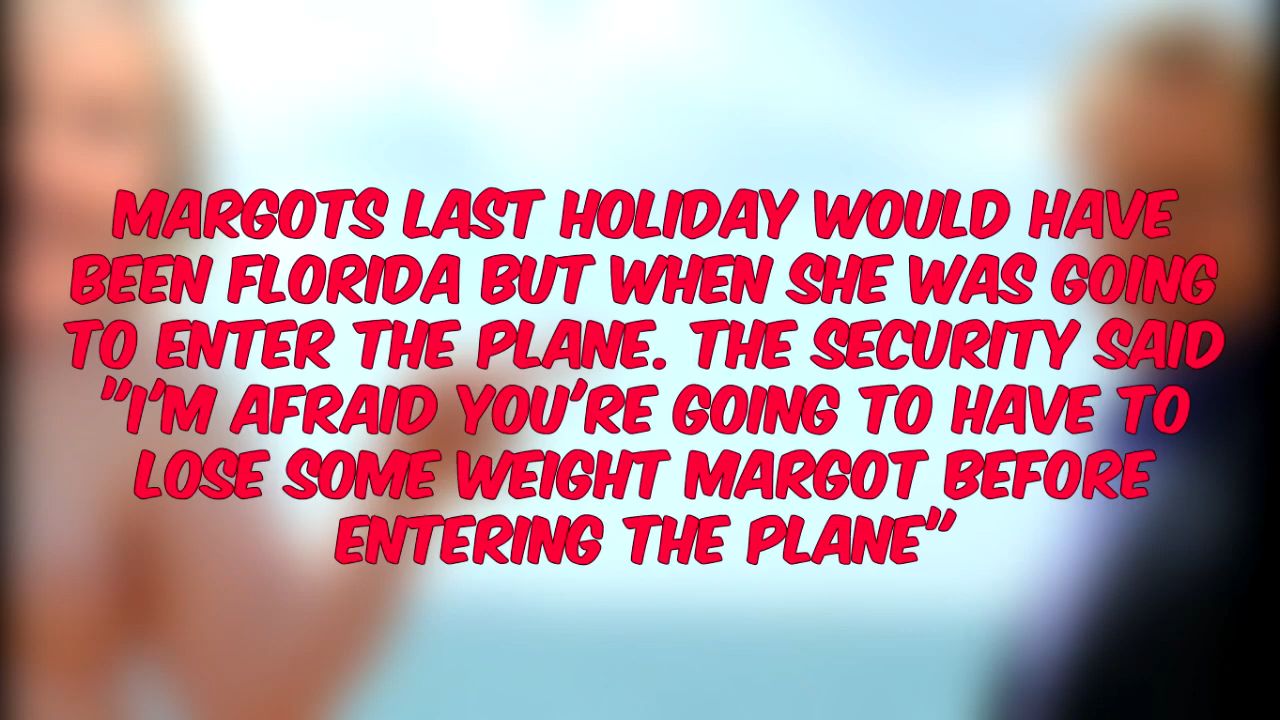 MARGOTS LAST HOLIDAY WOULD HAVE
BEEN FLORIDA BUT WHEN SHE WAS GOING
TO ENTER THE PLANE. THE SECURITY SAID
"I'M AFRAID YOU'RE GOING TO HAVE TO
LOSE SOME WEIGHT MARGOT BEFORE
ENTERING THE PLANE"